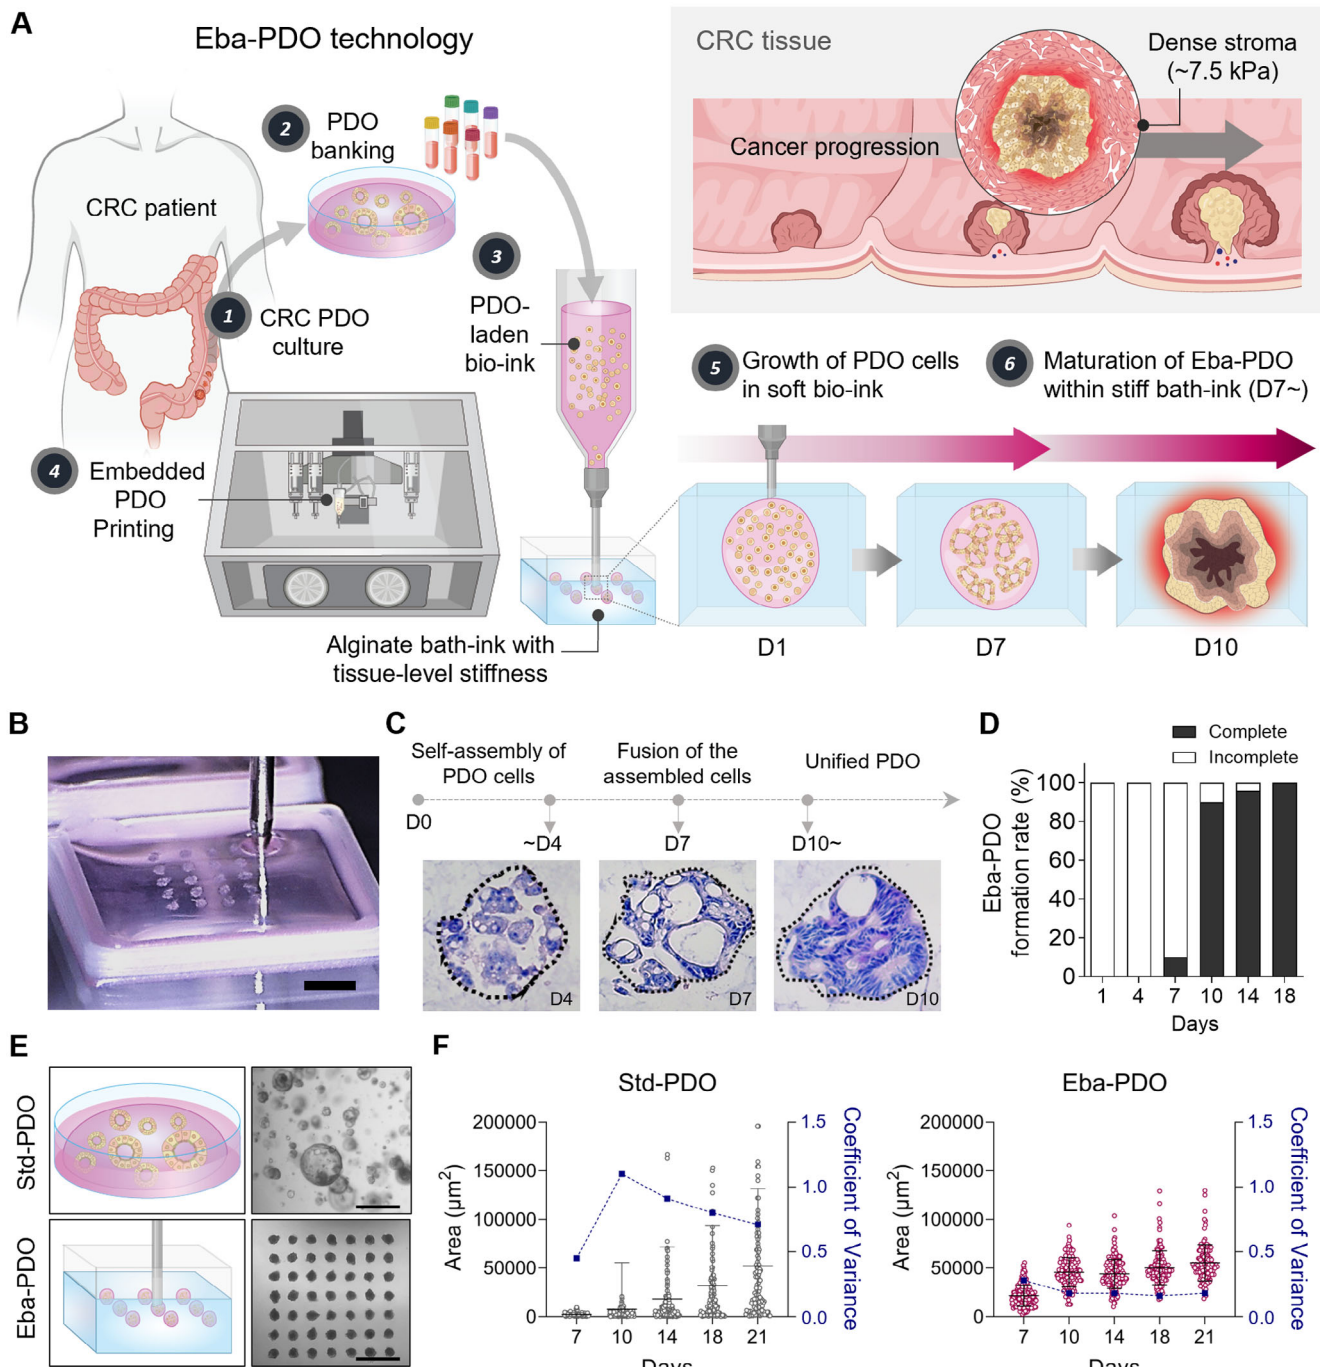 A
Eba-PDO technology
CRC patient
1
CRC PDO
culture
2
PDO
banking
3
PDO-
laden
bio-ink
4
Embedded
PDO
Printing
Alginate bath-ink with
tissue-level stiffness
CRC tissue
Dense stroma
(~7.5 kPa)
Cancer progression
5
Growth of PDO cells
in soft bio-ink
6
Maturation of Eba-PDO
within stiff bath-ink (D7~)
D1
D7
D10
B
C
Self-assembly of
PDO cells
Fusion of the
assembled cells
Unified PDO
D0
~D4
D7
D10~
D4
D7
D10
D
Complete
Incomplete
Eba-PDO
formation rate (%)
100
80
60
40
20
0
1 4 7 10 14 18
Days
E
Std-PDO
Eba-PDO
F
Std-PDO
Area (µm²)
200000
150000
100000
50000
0
7 10 14 18 21
Days
1.5
1.0
0.5
0.0
Coefficient of Variance
Eba-PDO
Area (µm²)
200000
150000
100000
50000
0
7 10 14 18 21
Days
1.5
1.0
0.5
0.0
Coefficient of Variance